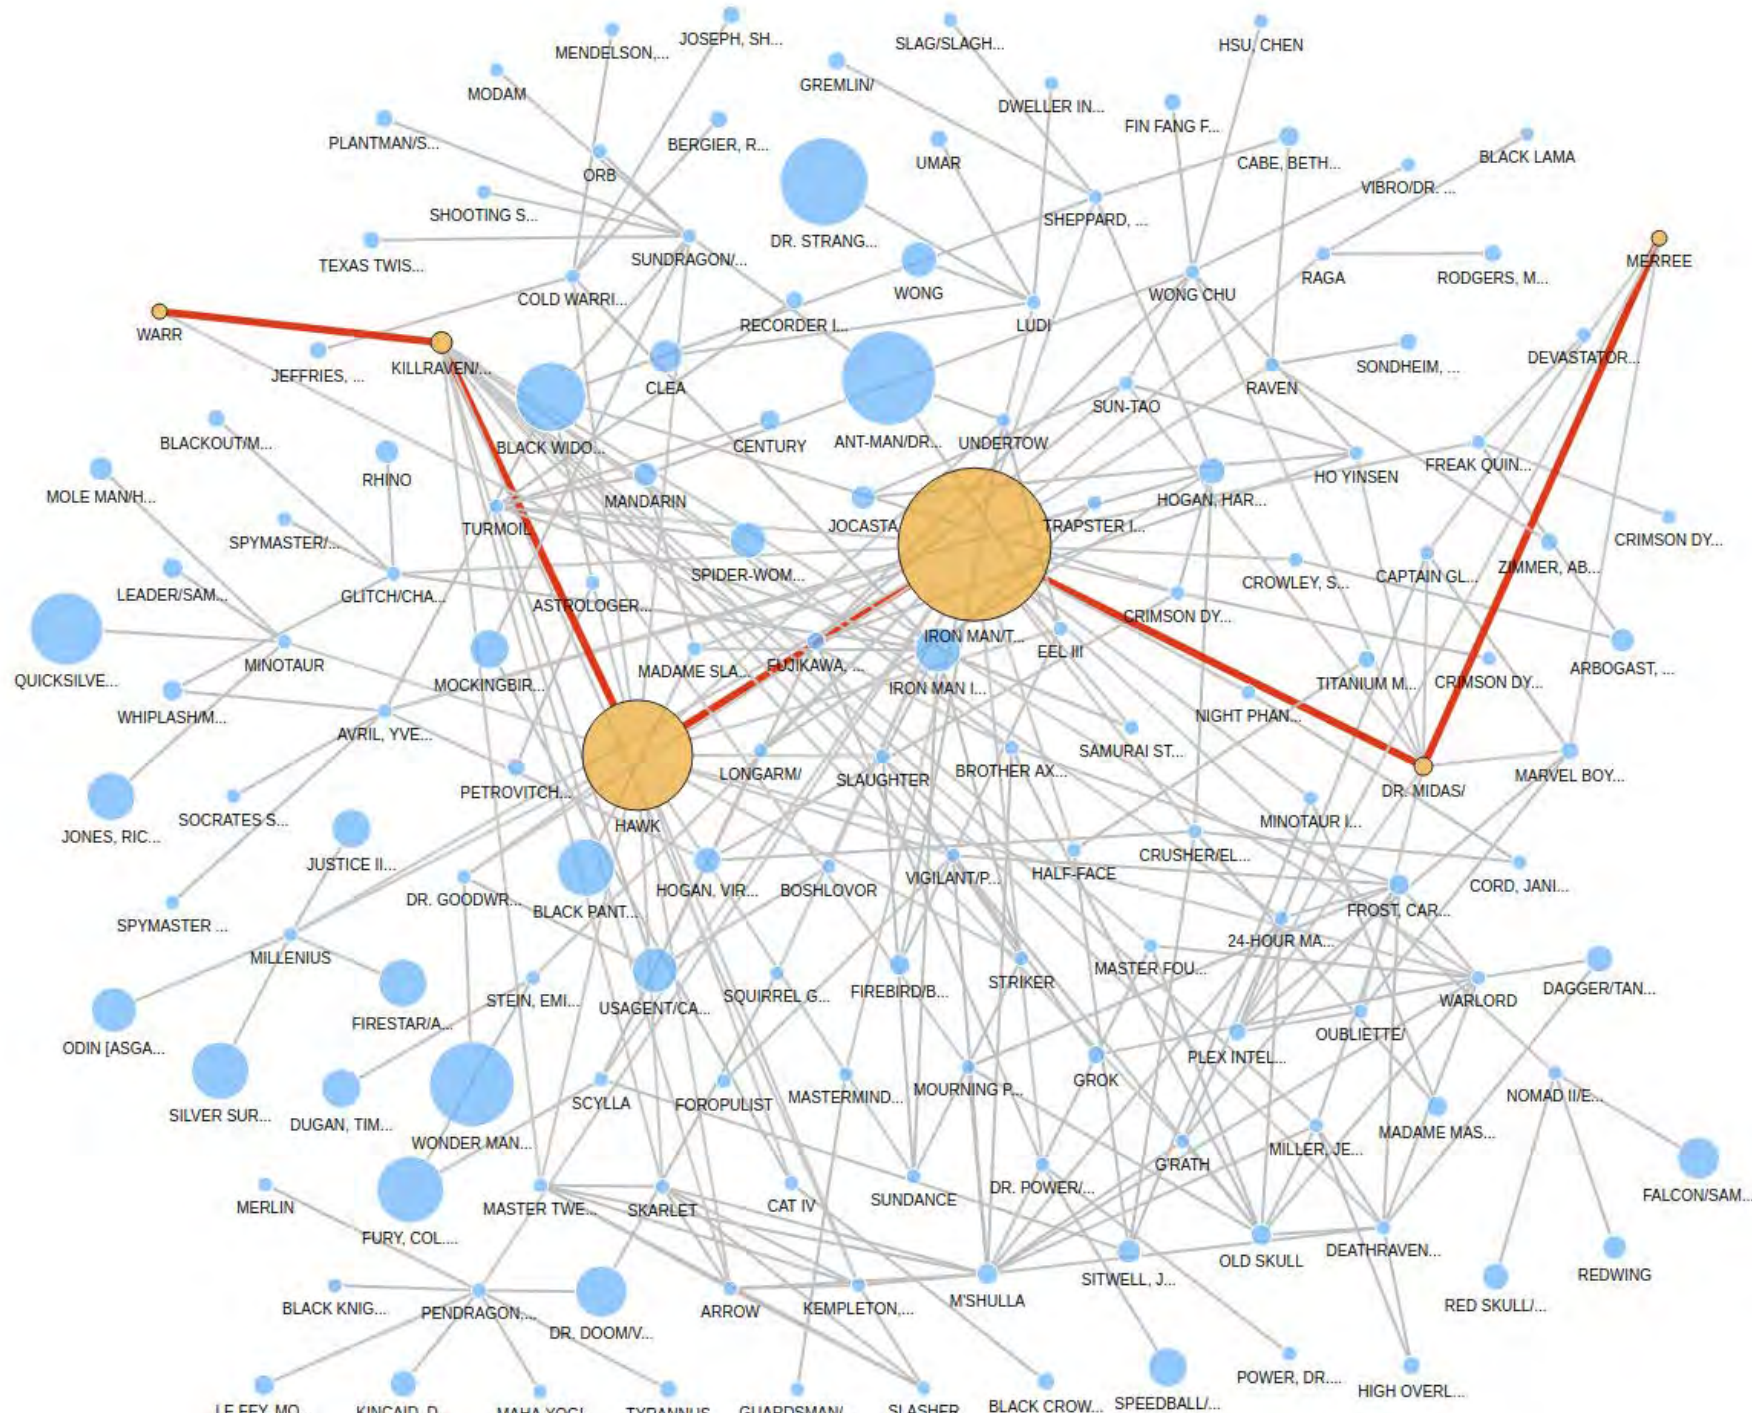 JOSEPH, SH...
SLAG/SLAGH...
HSU, CHEN
MENDELSON,...
GREMLIN/
MODAM
DWELLER IN...
FIN FANG F...
PLANTMAN/S...
BERGIER, R...
UMAR
CABE, BETH...
BLACK LAMA
ORB
VIBRO/DR. ...
SHOOTING S...
SHEPPARD, ...
DR. STRANG...
TEXAS TWIS...
SUNDRAGON/...
MERREE
RAGA
RODGERS, M...
COLD WARRI...
WONG
WONG CHU
RECORDER I...
LUDI
WARR
DEVASTATOR...
JEFFRIES, ...
KILLRAVEN/...
SONDHEIM, ...
CLEA
RAVEN
SUN-TAO
BLACKOUT/M...
BLACK WIDO...
CENTURY
ANT-MAN/DR...
UNDERTOW
FREAK QUIN...
RHINO
HO YINSEN
MOLE MAN/H...
MANDARIN
HOGAN, HAR...
TURMOIL
JOCASTA
TRAPSTER I...
SPYMASTER/...
CRIMSON DY...
SPIDER-WOM...
CROWLEY, S...
CAPTAIN GL...
ZIMMER, AB...
LEADER/SAM...
GLITCH/CHA...
ASTROLOGER...
CRIMSON DY...
IRON MAN/T...
EEL III
MINOTAUR
MADAME SLA...
FUJIKAWA, ...
ARBOGAST, ...
QUICKSILVE...
MOCKINGBIR...
IRON MAN I...
TITANIUM M...
CRIMSON DY...
WHIPLASH/M...
NIGHT PHAN...
AVRIL, YVE...
SAMURAI ST...
LONGARM/
SLAUGHTER
BROTHER AX...
MARVEL BOY...
PETROVITCH...
DR. MIDAS/
SOCRATES S...
HAWK
MINOTAUR I...
JONES, RIC...
JUSTICE II...
CRUSHER/EL...
HOGAN, VIR...
BOSHLOVOR
VIGILANT/P...
HALF-FACE
CORD, JANI...
DR. GOODWR...
BLACK PANT...
FROST, CAR...
SPYMASTER ...
24-HOUR MA...
MILLENIUS
MASTER FOU...
STRIKER
STEIN, EMI...
USAGENT/CA...
SQUIRREL G...
FIREBIRD/B...
WARLORD
DAGGER/TAN...
FIRESTAR/A...
OUBLIETTE/
ODIN [ASGA...
PLEX INTEL...
GROK
SILVER SUR...
DUGAN, TIM...
SCYLLA
FOROPULIST
MASTERMIND...
MOURNING P...
NOMAD II/E...
WONDER MAN...
MADAME MAS...
MILLER, JE...
G'RATH
DR. POWER/...
FALCON/SAM...
MERLIN
MASTER TWE...
SKARLET
CAT IV
SUNDANCE
FURY, COL....
OLD SKULL
DEATHRAVEN...
SITWELL, J...
REDWING
BLACK KNIG...
PENDRAGON,...
ARROW
KEMPLETON,...
M'SHULLA
RED SKULL/...
DR. DOOM/V...
POWER, DR....
HIGH OVERL...
LE FEY, MO...
KINCAID, D...
MAHA YOGI
TYRANNUS
GUARDSMAN/
SLASHER
BLACK CROW...
SPEEDBALL/...